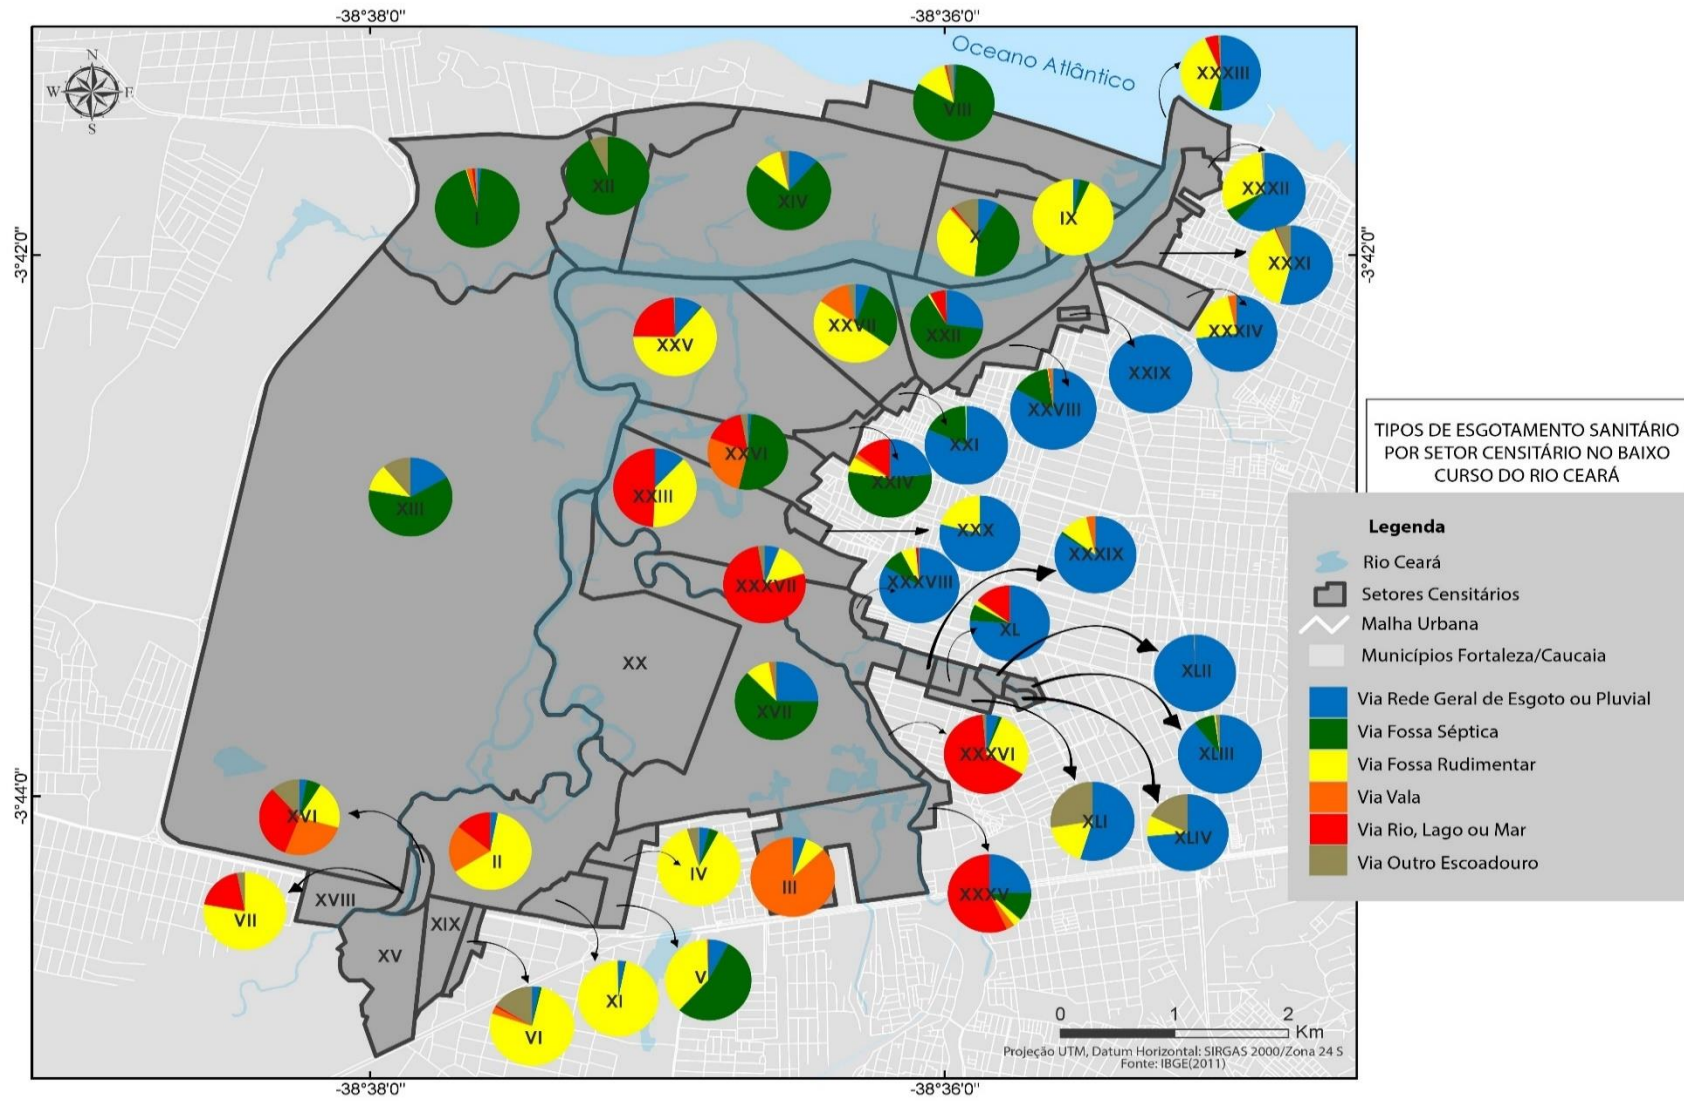 -38°38'0"
-38°36'0"
Oceano Atlântico
N
W
E
S
XXXIII
VIII
XII
I
XIV
IX
X
XXXII
-3°42'0"
-3°42'0"
XXXI
XXV
XXVII
XXII
XXXIV
XXIX
XXVIII
XXI
XXVI
XXIV
XXIII
XIII
XXX
XXXIX
XXXVII
XXXVIII
XL
XX
XLII
XVII
XXXVI
XLIII
-3°44'0"
-3°44'0"
XVI
II
XLI
XLIV
IV
III
XXXV
XVIII
VII
XIX
XV
V
XI
VI
TIPOS DE ESGOTAMENTO SANITÁRIO
POR SETOR CENSITÁRIO NO BAIXO
CURSO DO RIO CEARÁ
Legenda
Rio Ceará
Setores Censitários
Malha Urbana
Municípios Fortaleza/Caucaia
Via Rede Geral de Esgoto ou Pluvial
Via Fossa Séptica
Via Fossa Rudimentar
Via Vala
Via Rio, Lago ou Mar
Via Outro Escoadouro
0 1 2
Km
Projeção UTM, Datum Horizontal: SIRGAS 2000/Zona 24 S
Fonte: IBGE(2011)
-38°38'0"
-38°36'0"